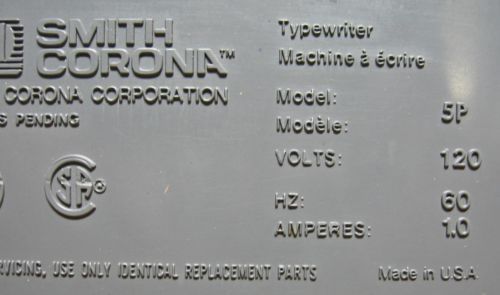 SMITH
CORONA™
CORONA CORPORATION
PENDING
Typewriter
Machine à écrire
Model:
Modèle:
5P
VOLTS: 120
HZ: 60
AMPERES: 1.0
USE ONLY IDENTICAL REPLACEMENT PARTS
Made in U.S.A.